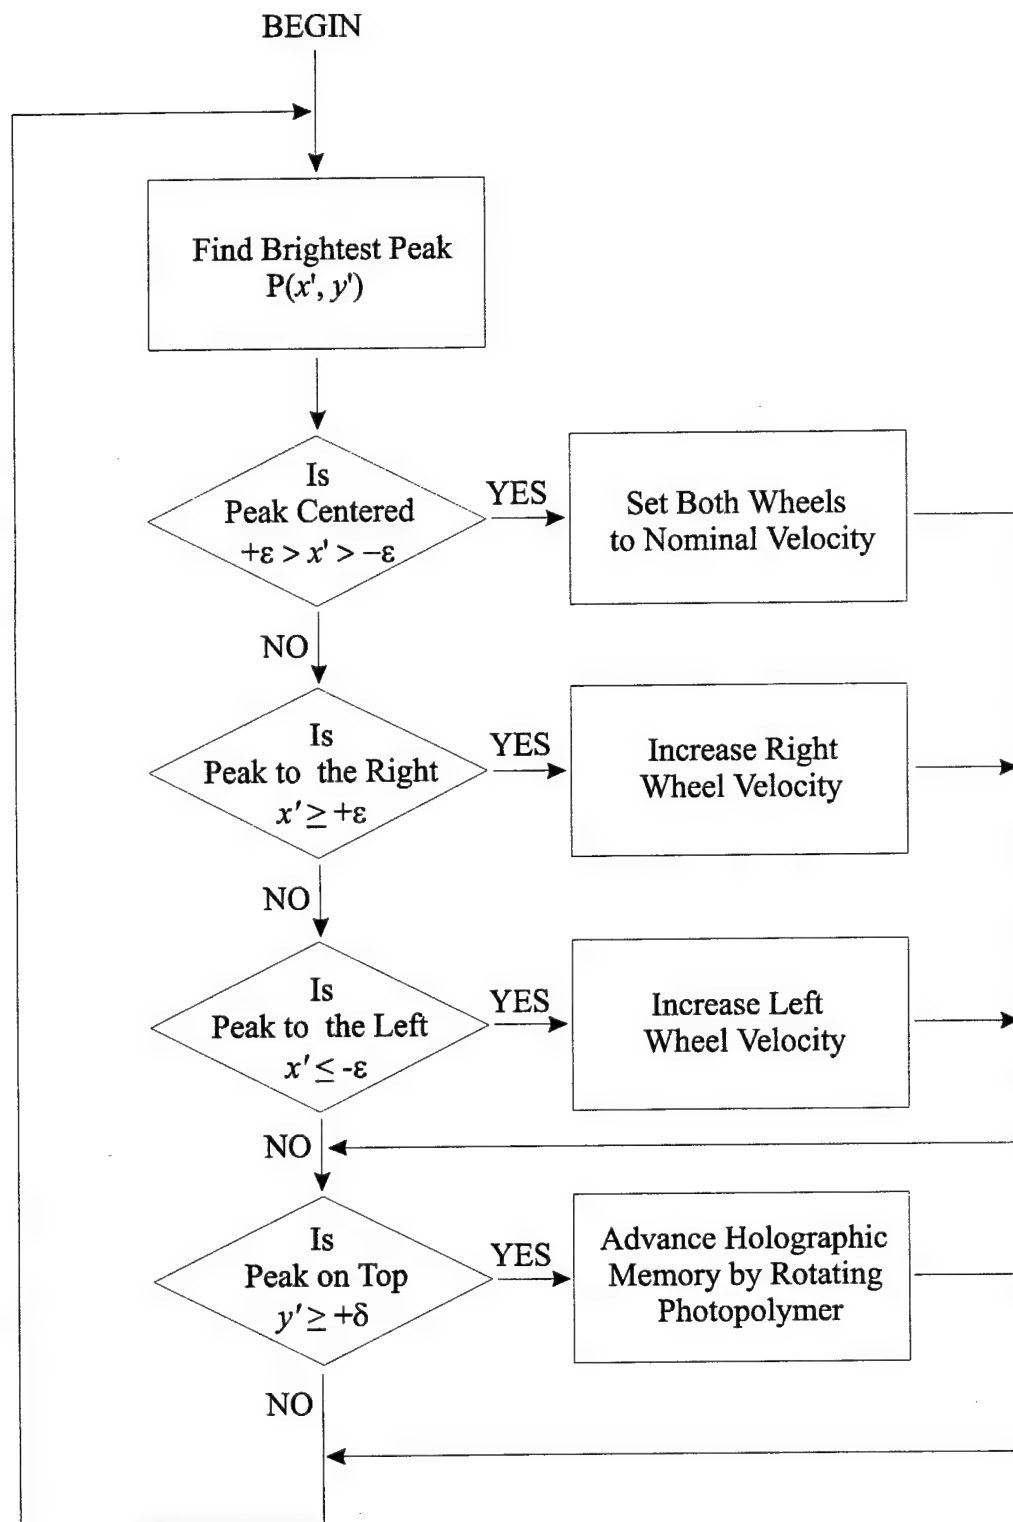 BEGIN
Find Brightest Peak
P(x', y')
Is
Peak Centered
+ε > x' > −ε
YES
Set Both Wheels
to Nominal Velocity
NO
Is
Peak to the Right
x' ≥ +ε
YES
Increase Right
Wheel Velocity
NO
Is
Peak to the Left
x' ≤ -ε
YES
Increase Left
Wheel Velocity
NO
Is
Peak on Top
y' ≥ +δ
YES
Advance Holographic
Memory by Rotating
Photopolymer
NO